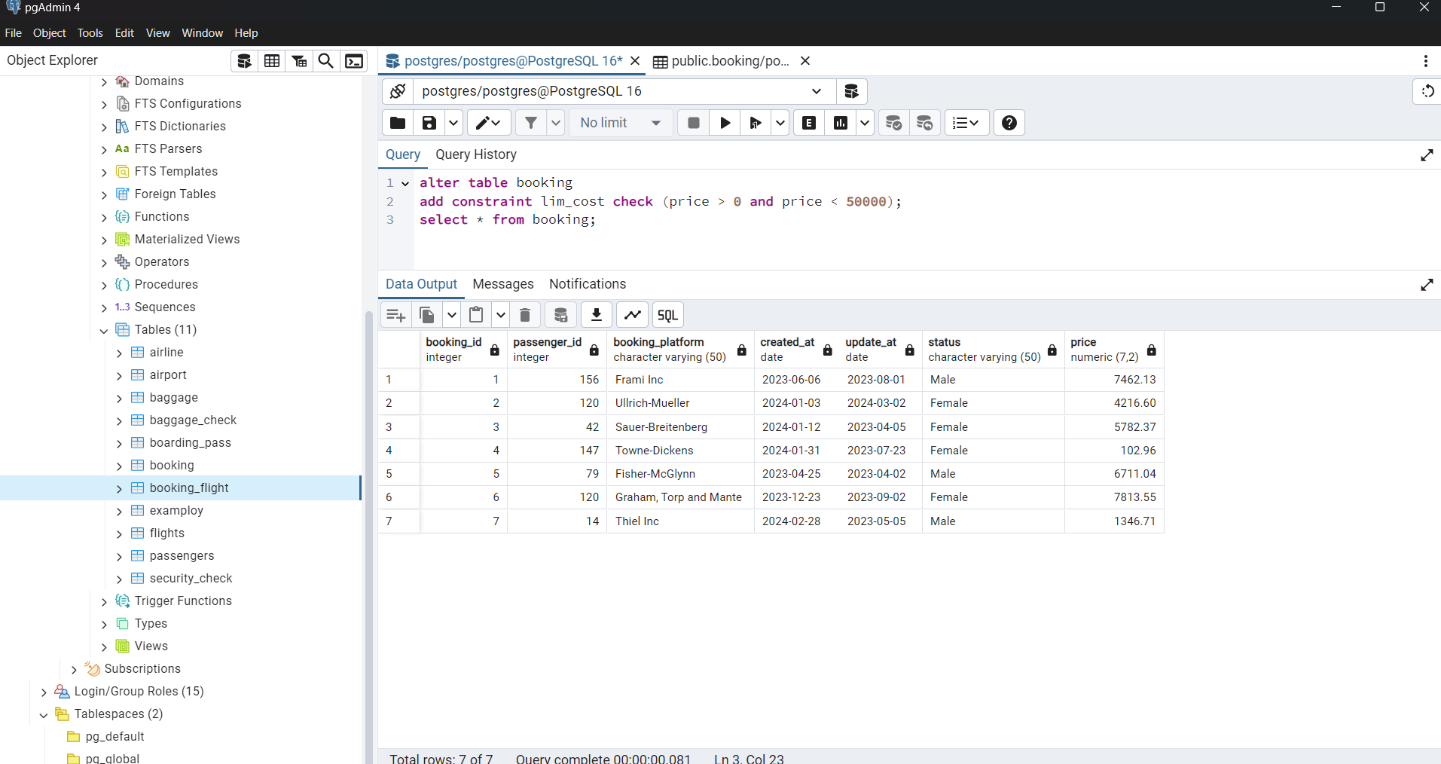 pgAdmin 4
File Object Tools Edit View Window Help
Object Explorer
Domains
FTS Configurations
FTS Dictionaries
Aa FTS Parsers
FTS Templates
Foreign Tables
Functions
Materialized Views
Operators
Procedures
1..3 Sequences
Tables (11)
airline
airport
baggage
baggage_check
boarding_pass
booking
booking_flight
examploy
flights
passengers
security_check
Trigger Functions
Types
Views
Subscriptions
Login/Group Roles (15)
Tablespaces (2)
pg_default
pg_global
postgres/postgres@PostgreSQL 16* public.booking/po...
postgres/postgres@PostgreSQL 16
No limit E
Query Query History
1 alter table booking
2 add constraint lim_cost check (price > 0 and price < 50000);
3 select * from booking;
Data Output Messages Notifications
SQL
booking_id passenger_id booking_platform created_at update_at status price
integer integer character varying (50) date date character varying (50) numeric (7,2)
1 1 156 Frami Inc 2023-06-06 2023-08-01 Male 7462.13
2 2 120 Ullrich-Mueller 2024-01-03 2024-03-02 Female 4216.60
3 3 42 Sauer-Breitenberg 2024-01-12 2023-04-05 Female 5782.37
4 4 147 Towne-Dickens 2024-01-31 2023-07-23 Female 102.96
5 5 79 Fisher-McGlynn 2023-04-25 2023-04-02 Male 6711.04
6 6 120 Graham, Torp and Mante 2023-12-23 2023-09-02 Female 7813.55
7 7 14 Thiel Inc 2024-02-28 2023-05-05 Male 1346.71
Total rows: 7 of 7 Query complete 00:00:00.081 Ln 3, Col 23